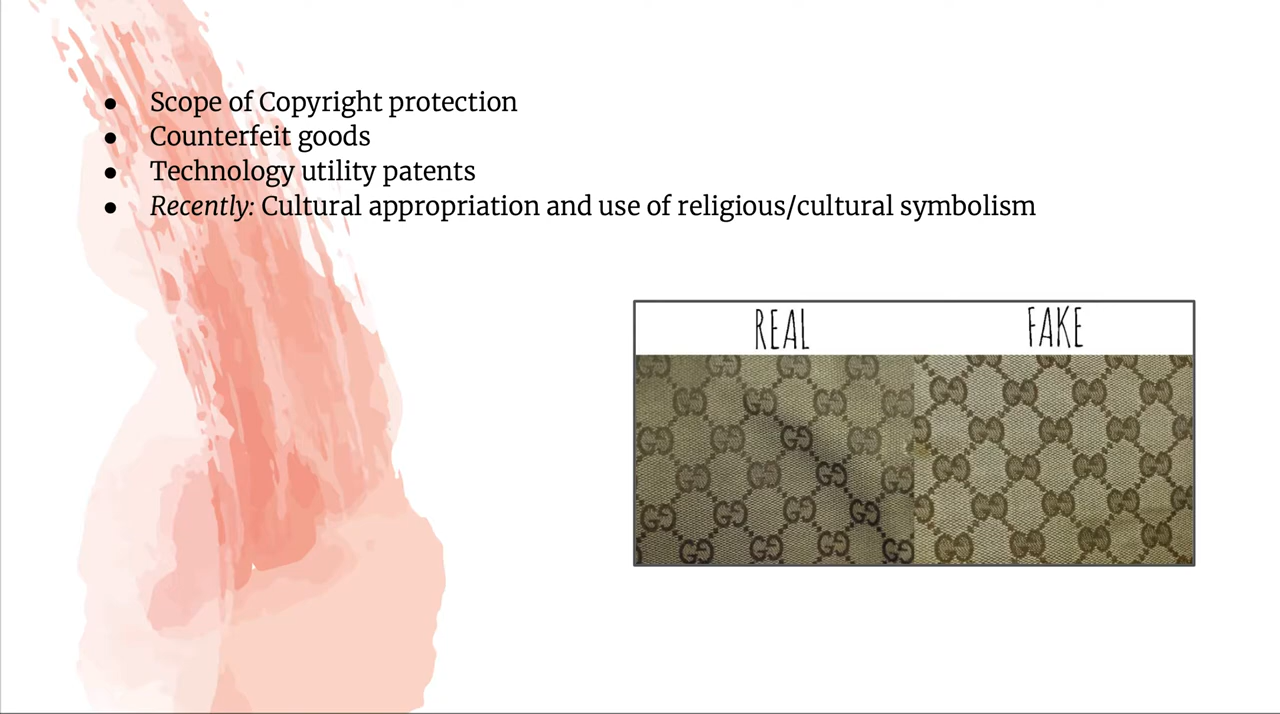 ● Scope of Copyright protection
● Counterfeit goods
● Technology utility patents
● Recently: Cultural appropriation and use of religious/cultural symbolism
REAL FAKE